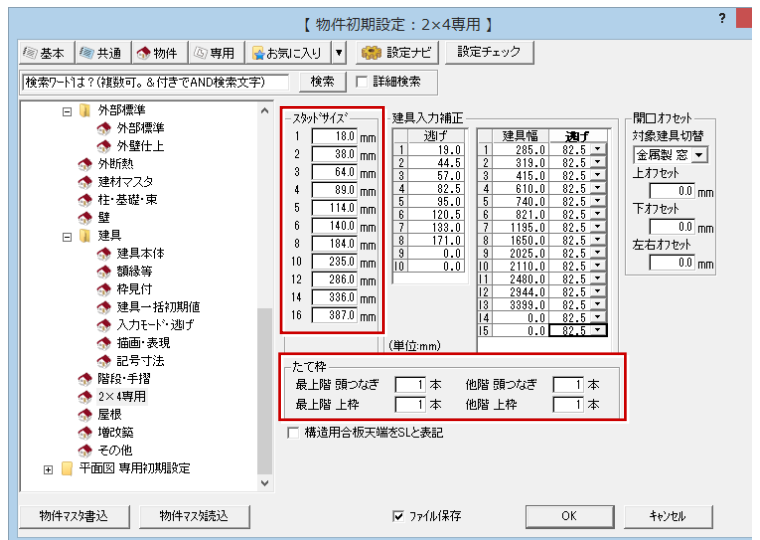 【 物件初期設定：2×4専用 】
?
基本 共通 物件 専用 お気に入り ▼ 設定ナビ 設定チェック
検索ワードは？(複数可。&付きでAND検索文字) 検索 詳細検索
外部標準
外部標準
外壁仕上
外断熱
建材マスタ
柱・基礎・束
壁
建具
建具本体
額縁等
枠見付
建具一括初期値
入力モード・逃げ
描画・表現
記号寸法
階段・手摺
2×4専用
屋根
増改築
その他
平面図 専用初期設定
スタッドサイズ
1 18.0 mm
2 38.0 mm
3 64.0 mm
4 89.0 mm
5 114.0 mm
6 140.0 mm
8 184.0 mm
10 235.0 mm
12 286.0 mm
14 336.0 mm
16 387.0 mm
建具入力補正
逃げ
1 19.0
2 44.5
3 57.0
4 82.5
5 95.0
6 120.5
7 133.0
8 171.0
9 0.0
10 0.0
(単位:mm)
建具幅 逃げ
1 285.0 82.5
2 319.0 82.5
3 415.0 82.5
4 610.0 82.5
5 740.0 82.5
6 821.0 82.5
7 1195.0 82.5
8 1650.0 82.5
9 2025.0 82.5
10 2110.0 82.5
11 2480.0 82.5
12 2944.0 82.5
13 3399.0 82.5
14 0.0 82.5
15 0.0 82.5
開口オフセット
対象建具切替
金属製 窓
上オフセット
0.0 mm
下オフセット
0.0 mm
左右オフセット
0.0 mm
たて枠
最上階 頭つなぎ 1 本 他階 頭つなぎ 1 本
最上階 上枠 1 本 他階 上枠 1 本
構造用合板天端をSLと表記
物件マスタ書込 物件マスタ読込 ファイル保存 OK キャンセル